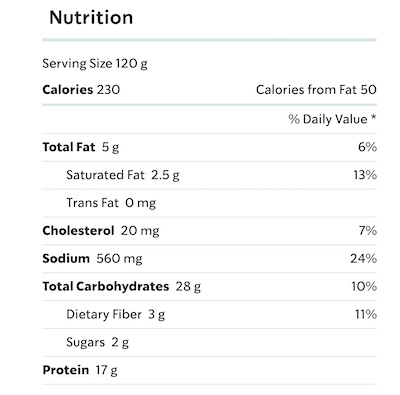 Nutrition
Serving Size 120 g
Calories 230 Calories from Fat 50
% Daily Value *
Total Fat 5 g 6%
Saturated Fat 2.5 g 13%
Trans Fat 0 mg
Cholesterol 20 mg 7%
Sodium 560 mg 24%
Total Carbohydrates 28 g 10%
Dietary Fiber 3 g 11%
Sugars 2 g
Protein 17 g